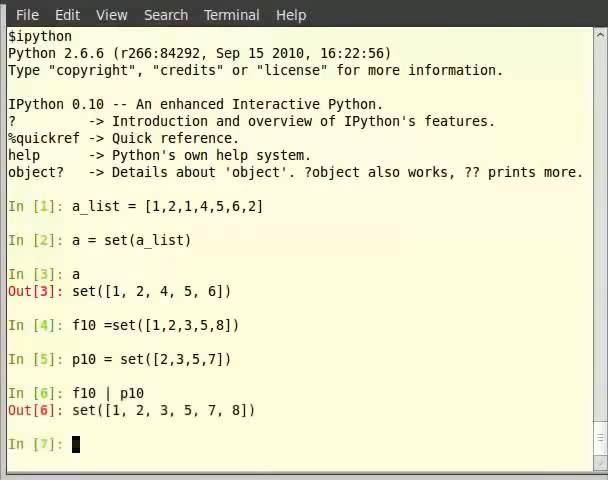 File Edit View Search Terminal Help
$ipython
Python 2.6.6 (r266:84292, Sep 15 2010, 16:22:56)
Type "copyright", "credits" or "license" for more information.
IPython 0.10 -- An enhanced Interactive Python.
? -> Introduction and overview of IPython's features.
%quickref -> Quick reference.
help -> Python's own help system.
object? -> Details about 'object'. ?object also works, ?? prints more.
In [1]: a_list = [1,2,1,4,5,6,2]
In [2]: a = set(a_list)
In [3]: a
Out[3]: set([1, 2, 4, 5, 6])
In [4]: f10 =set([1,2,3,5,8])
In [5]: p10 = set([2,3,5,7])
In [6]: f10 | p10
Out[6]: set([1, 2, 3, 5, 7, 8])
In [7]: